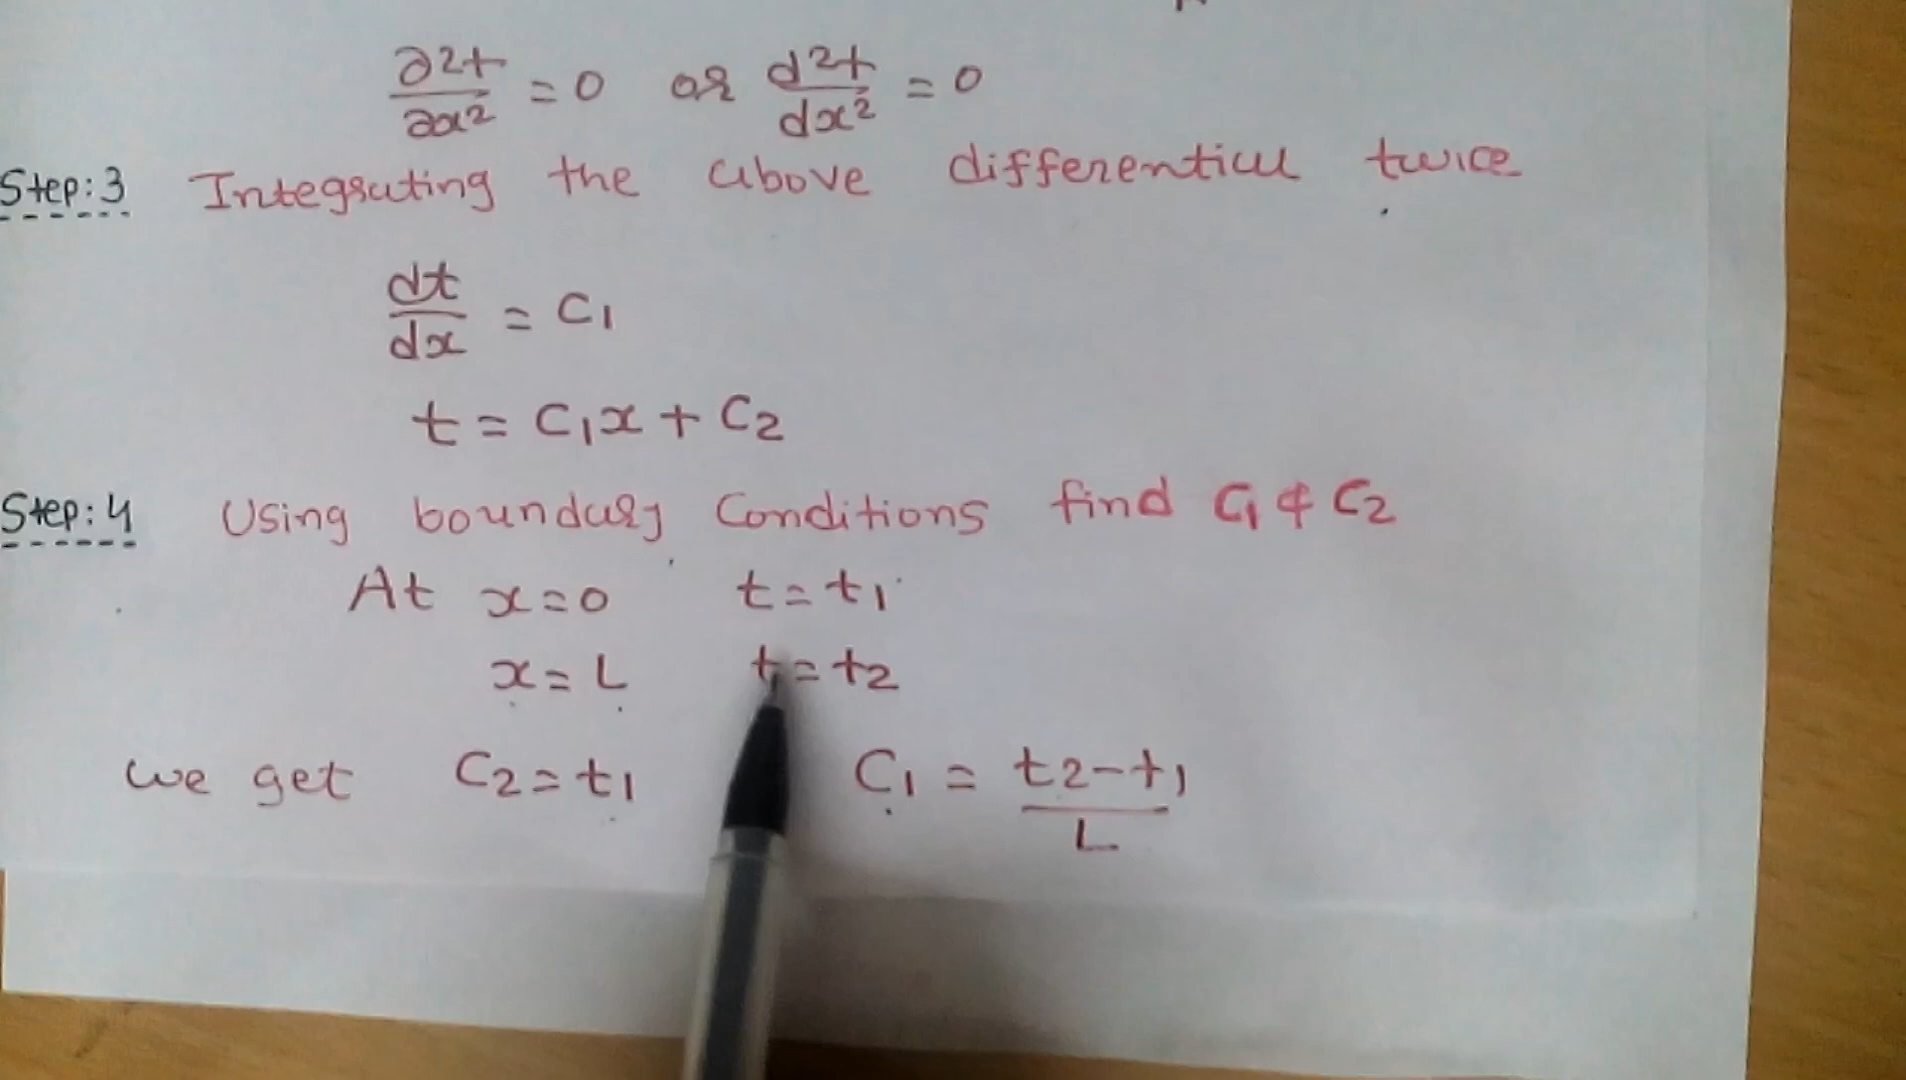 ∂2t/∂x² = 0 or d2t/dx² = 0
Step:3 Integrating the above differential twice
dt/dx = C1
t = C1x + C2
Step:4 Using boundary Conditions find C1 & C2
At x=0 t=t1
x=L t=t2
we get C2=t1 C1 = t2-t1/L